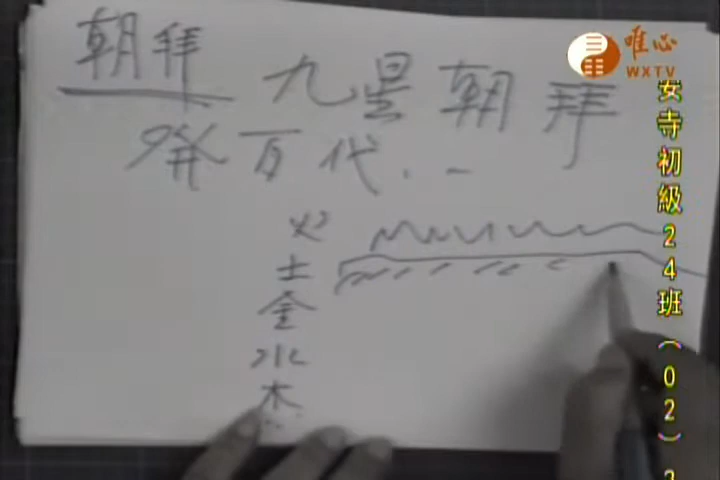 朝拜
九星朝拜
発百代..
火
土
金
水
木
唯心
WXTV
安寺初級24班(02)